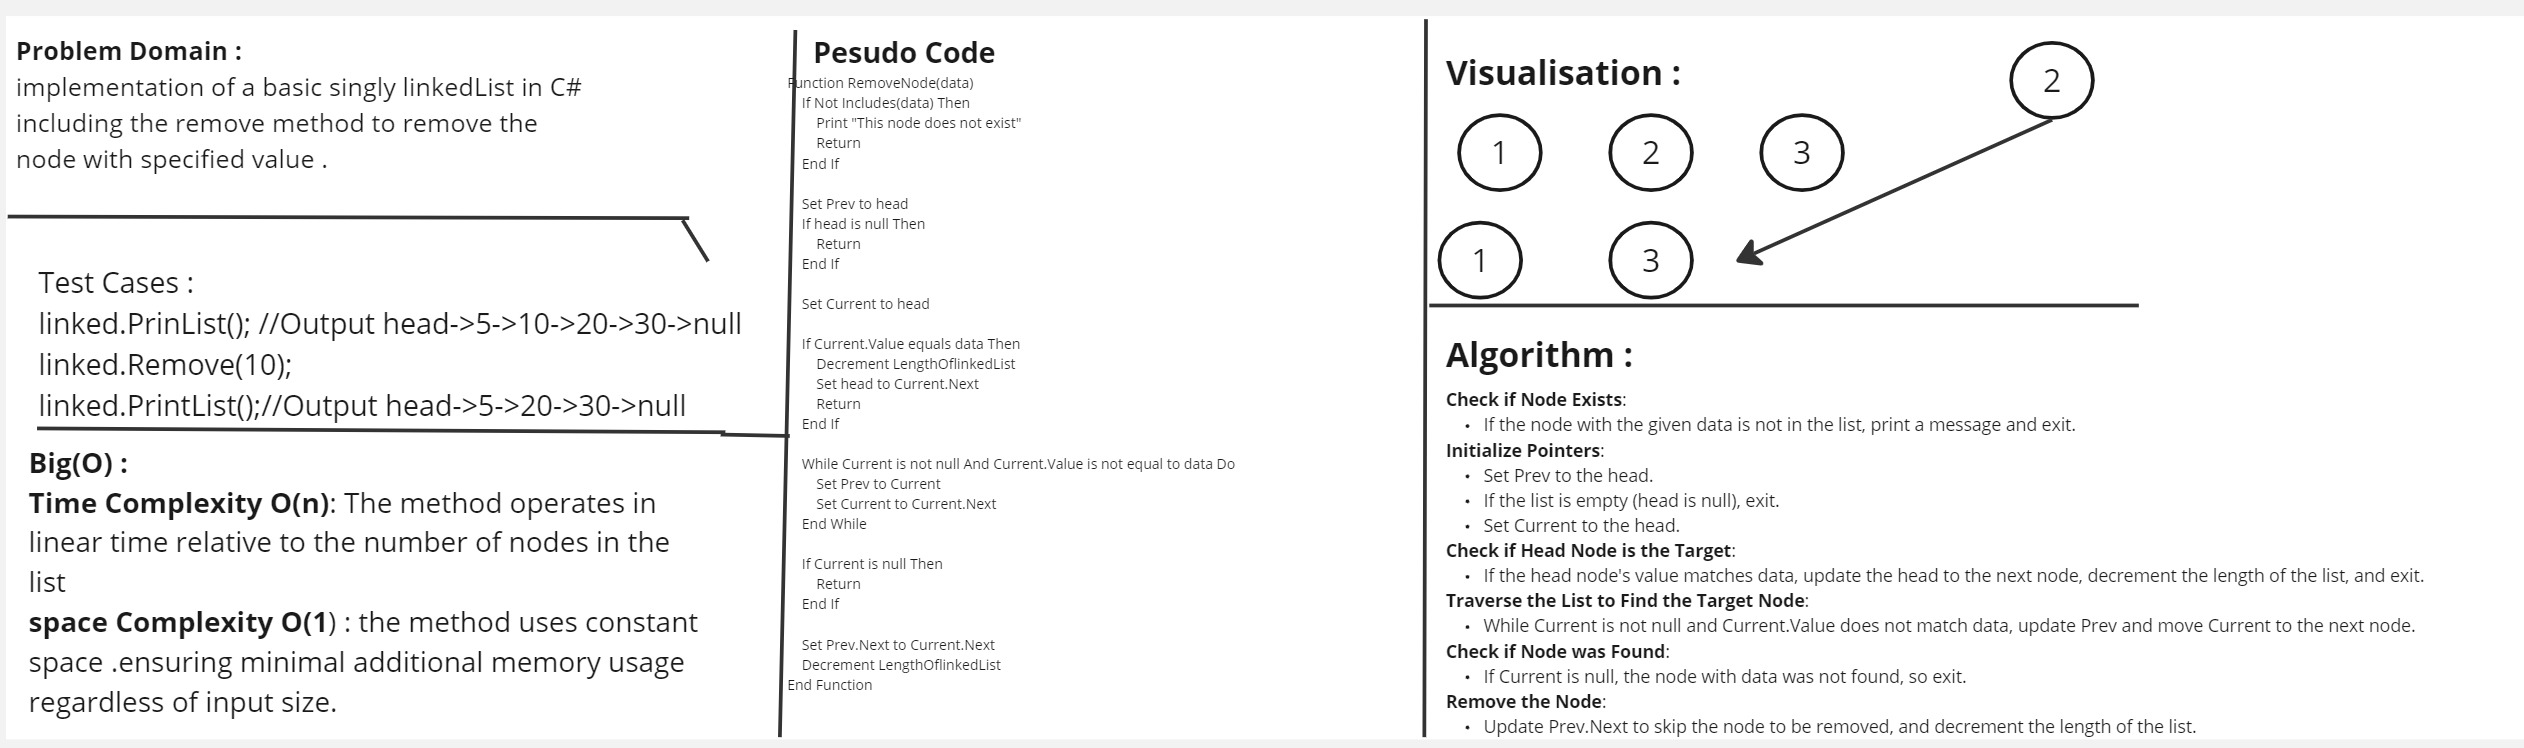 Problem Domain :
implementation of a basic singly linkedList in C#
including the remove method to remove the
node with specified value .
Test Cases :
linked.PrinList(); //Output head->5->10->20->30->null
linked.Remove(10);
linked.PrintList();//Output head->5->20->30->null
Big(O) :
Time Complexity O(n): The method operates in
linear time relative to the number of nodes in the
list
space Complexity O(1) : the method uses constant
space .ensuring minimal additional memory usage
regardless of input size.
Pesudo Code
Function RemoveNode(data)
If Not Includes(data) Then
Print "This node does not exist"
Return
End If
Set Prev to head
If head is null Then
Return
End If
Set Current to head
If Current.Value equals data Then
Decrement LengthOflinkedList
Set head to Current.Next
Return
End If
While Current is not null And Current.Value is not equal to data Do
Set Prev to Current
Set Current to Current.Next
End While
If Current is null Then
Return
End If
Set Prev.Next to Current.Next
Decrement LengthOflinkedList
End Function
Visualisation :
2
1 2 3
1 3
Algorithm :
Check if Node Exists:
• If the node with the given data is not in the list, print a message and exit.
Initialize Pointers:
• Set Prev to the head.
• If the list is empty (head is null), exit.
• Set Current to the head.
Check if Head Node is the Target:
• If the head node's value matches data, update the head to the next node, decrement the length of the list, and exit.
Traverse the List to Find the Target Node:
• While Current is not null and Current.Value does not match data, update Prev and move Current to the next node.
Check if Node was Found:
• If Current is null, the node with data was not found, so exit.
Remove the Node:
• Update Prev.Next to skip the node to be removed, and decrement the length of the list.